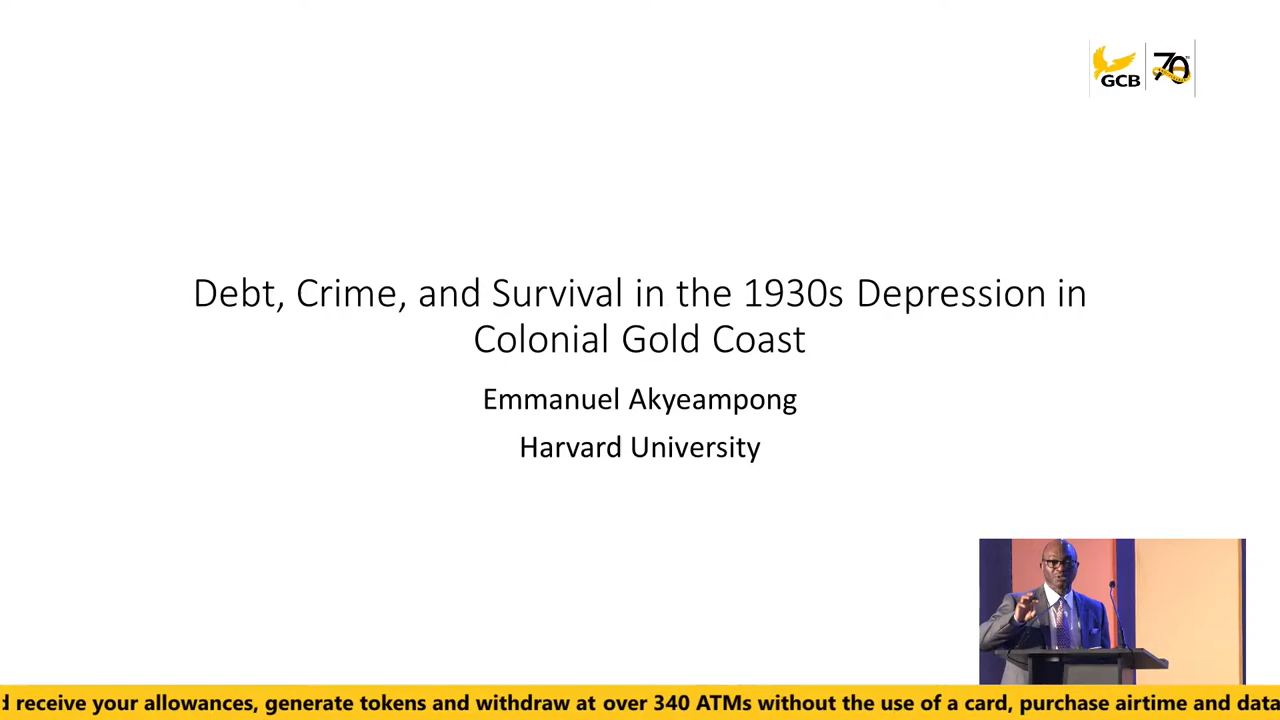 GCB
70
Debt, Crime, and Survival in the 1930s Depression in
Colonial Gold Coast
Emmanuel Akyeampong
Harvard University
receive your allowances, generate tokens and withdraw at over 340 ATMs without the use of a card, purchase airtime and data